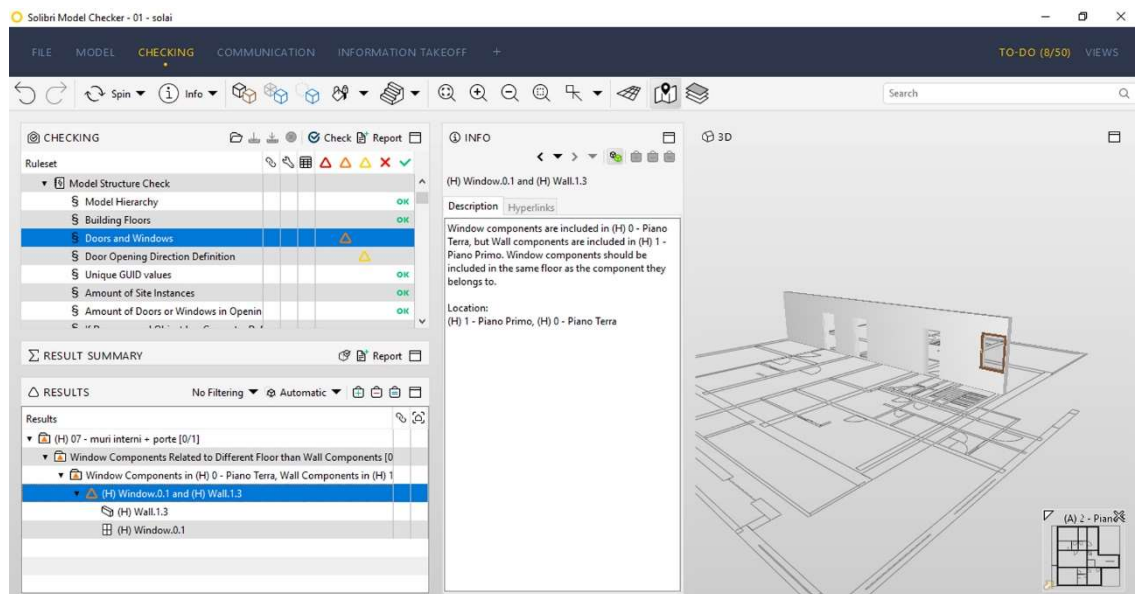 Solibri Model Checker - 01 - solai
FILE MODEL CHECKING COMMUNICATION INFORMATION TAKEOFF + TO-DO (8/50) VIEWS
Spin Info Search
CHECKING Check Report
Ruleset
§ Model Structure Check
§ Model Hierarchy OK
§ Building Floors OK
§ Doors and Windows
§ Door Opening Direction Definition
§ Unique GUID values OK
§ Amount of Site Instances OK
§ Amount of Doors or Windows in Openin OK
RESULT SUMMARY Report
RESULTS No Filtering Automatic
Results
(H) 07 - muri interni + porte [0/1]
Window Components Related to Different Floor than Wall Components [0
Window Components in (H) 0 - Piano Terra, Wall Components in (H) 1
(H) Window.0.1 and (H) Wall.1.3
(H) Wall.1.3
(H) Window.0.1
INFO
(H) Window.0.1 and (H) Wall.1.3
Description Hyperlinks
Window components are included in (H) 0 - Piano
Terra, but Wall components are included in (H) 1 -
Piano Primo. Window components should be
included in the same floor as the component they
belongs to.
Location:
(H) 1 - Piano Primo, (H) 0 - Piano Terra
3D
(A) 2 - Piano